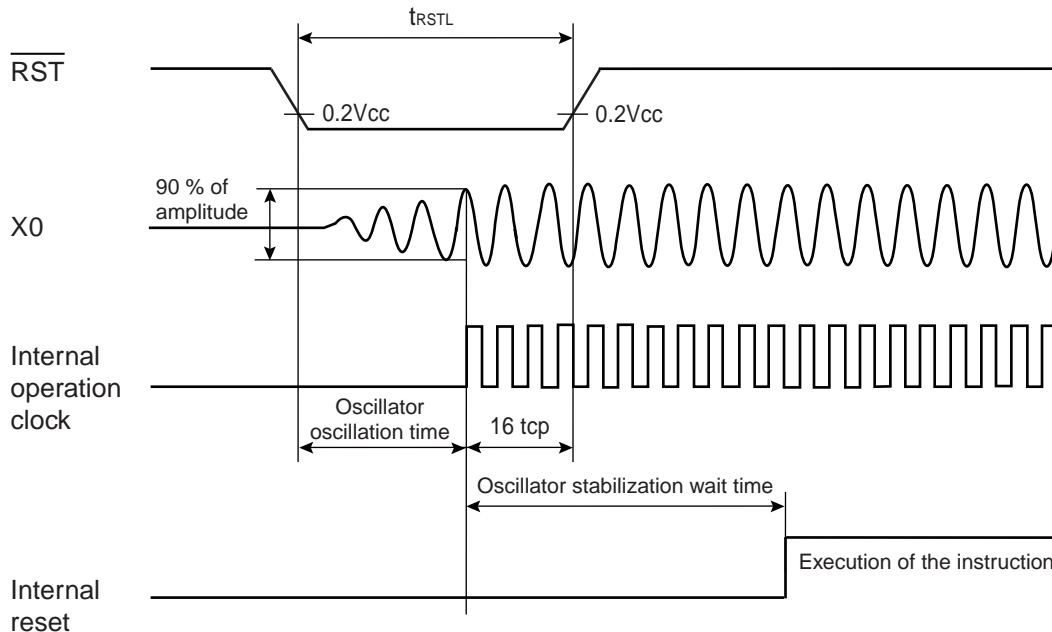 tRSTL
RST
0.2Vcc
0.2Vcc
90 % of
amplitude
X0
Internal
operation
clock
Oscillator
oscillation time
16 tcp
Oscillator stabilization wait time
Execution of the instruction
Internal
reset